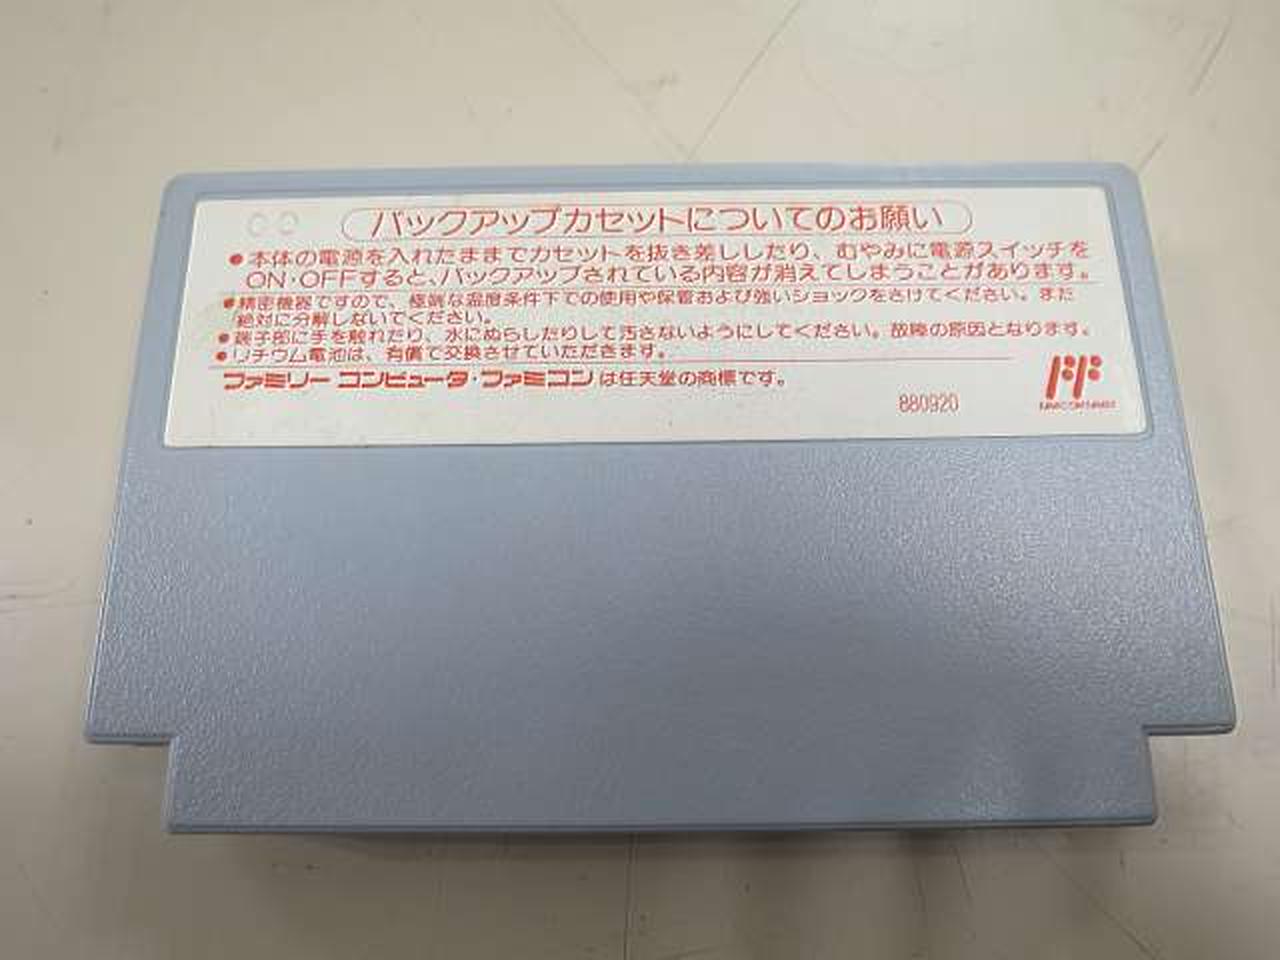 バックアップカセットについてのお願い
●本体の電源を入れたままでカセットを抜き差ししたり、むやみに電源スイッチを
ON・OFFすると、バックアップされている内容が消えてしまうことがあります。
●精密機器ですので、極端な温度条件下での使用や保管および強いショックをさけてください。また
絶対に分解しないでください。
●端子部に手を触れたり、水にぬらしたりして汚さないようにしてください。故障の原因となります。
●リチウム電池は、有償で交換させていただきます。
ファミリー コンピュータ・ファミコンは任天堂の商標です。
880920